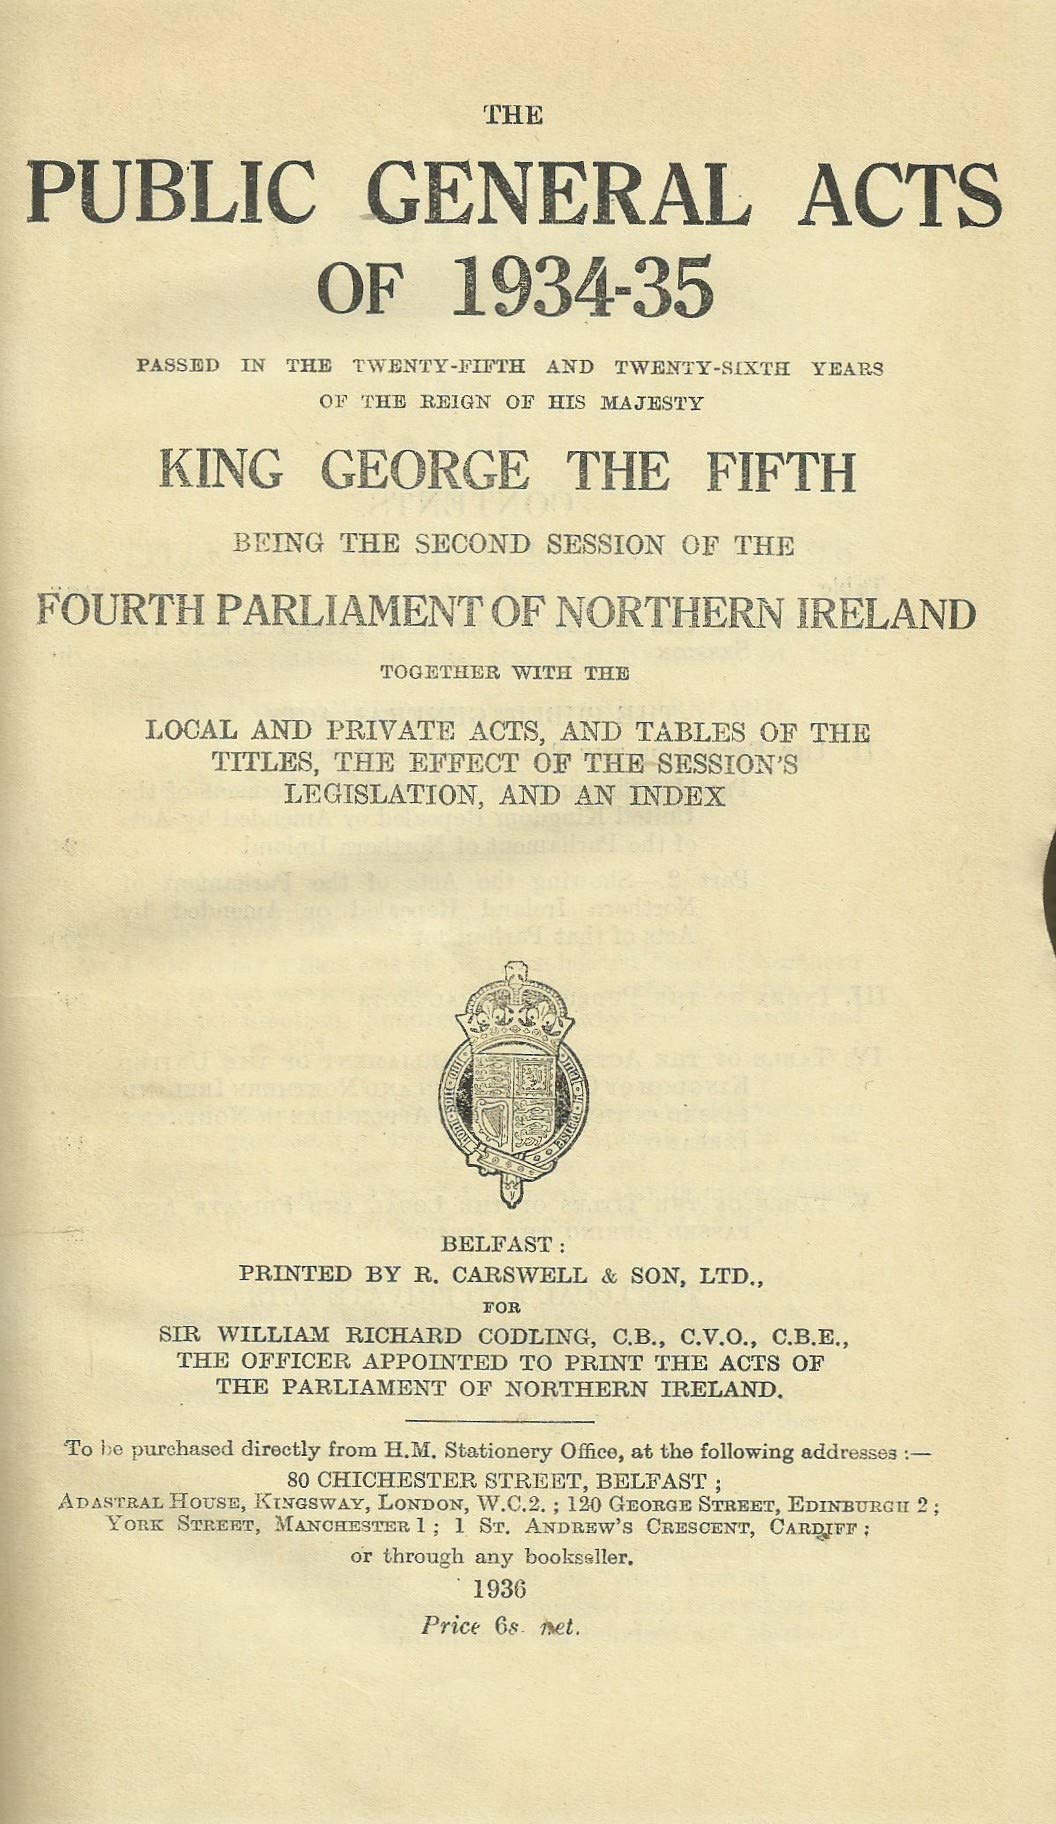 THE
PUBLIC GENERAL ACTS
OF 1934-35
PASSED IN THE TWENTY-FIFTH AND TWENTY-SIXTH YEARS
OF THE REIGN OF HIS MAJESTY
KING GEORGE THE FIFTH
BEING THE SECOND SESSION OF THE
FOURTH PARLIAMENT OF NORTHERN IRELAND
TOGETHER WITH THE
LOCAL AND PRIVATE ACTS, AND TABLES OF THE
TITLES, THE EFFECT OF THE SESSION'S
LEGISLATION, AND AN INDEX
BELFAST:
PRINTED BY R. CARSWELL & SON, LTD.,
FOR
SIR WILLIAM RICHARD CODLING, C.B., C.V.O., C.B.E.,
THE OFFICER APPOINTED TO PRINT THE ACTS OF
THE PARLIAMENT OF NORTHERN IRELAND.
To be purchased directly from H.M. Stationery Office, at the following addresses :—
80 CHICHESTER STREET, BELFAST ;
ADASTRAL HOUSE, KINGSWAY, LONDON, W.C.2. ; 120 GEORGE STREET, EDINBURGH 2 ;
YORK STREET, MANCHESTER 1 ; 1 ST. ANDREW'S CRESCENT, CARDIFF ;
or through any bookseller.
1936
Price 6s. net.